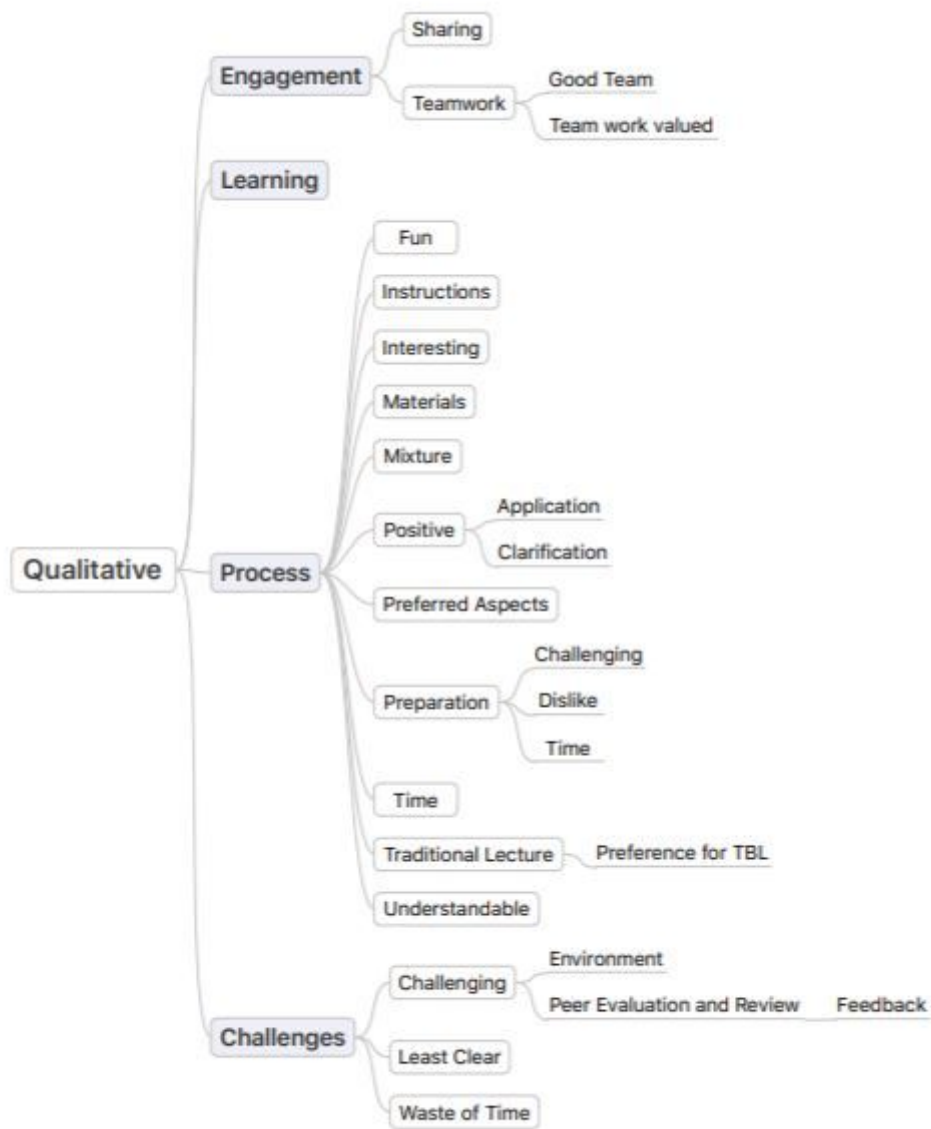 Qualitative
Engagement
Sharing
Teamwork
Good Team
Team work valued
Learning
Process
Fun
Instructions
Interesting
Materials
Mixture
Positive
Application
Clarification
Preferred Aspects
Preparation
Challenging
Dislike
Time
Time
Traditional Lecture
Preference for TBL
Understandable
Challenges
Challenging
Environment
Peer Evaluation and Review
Feedback
Least Clear
Waste of Time